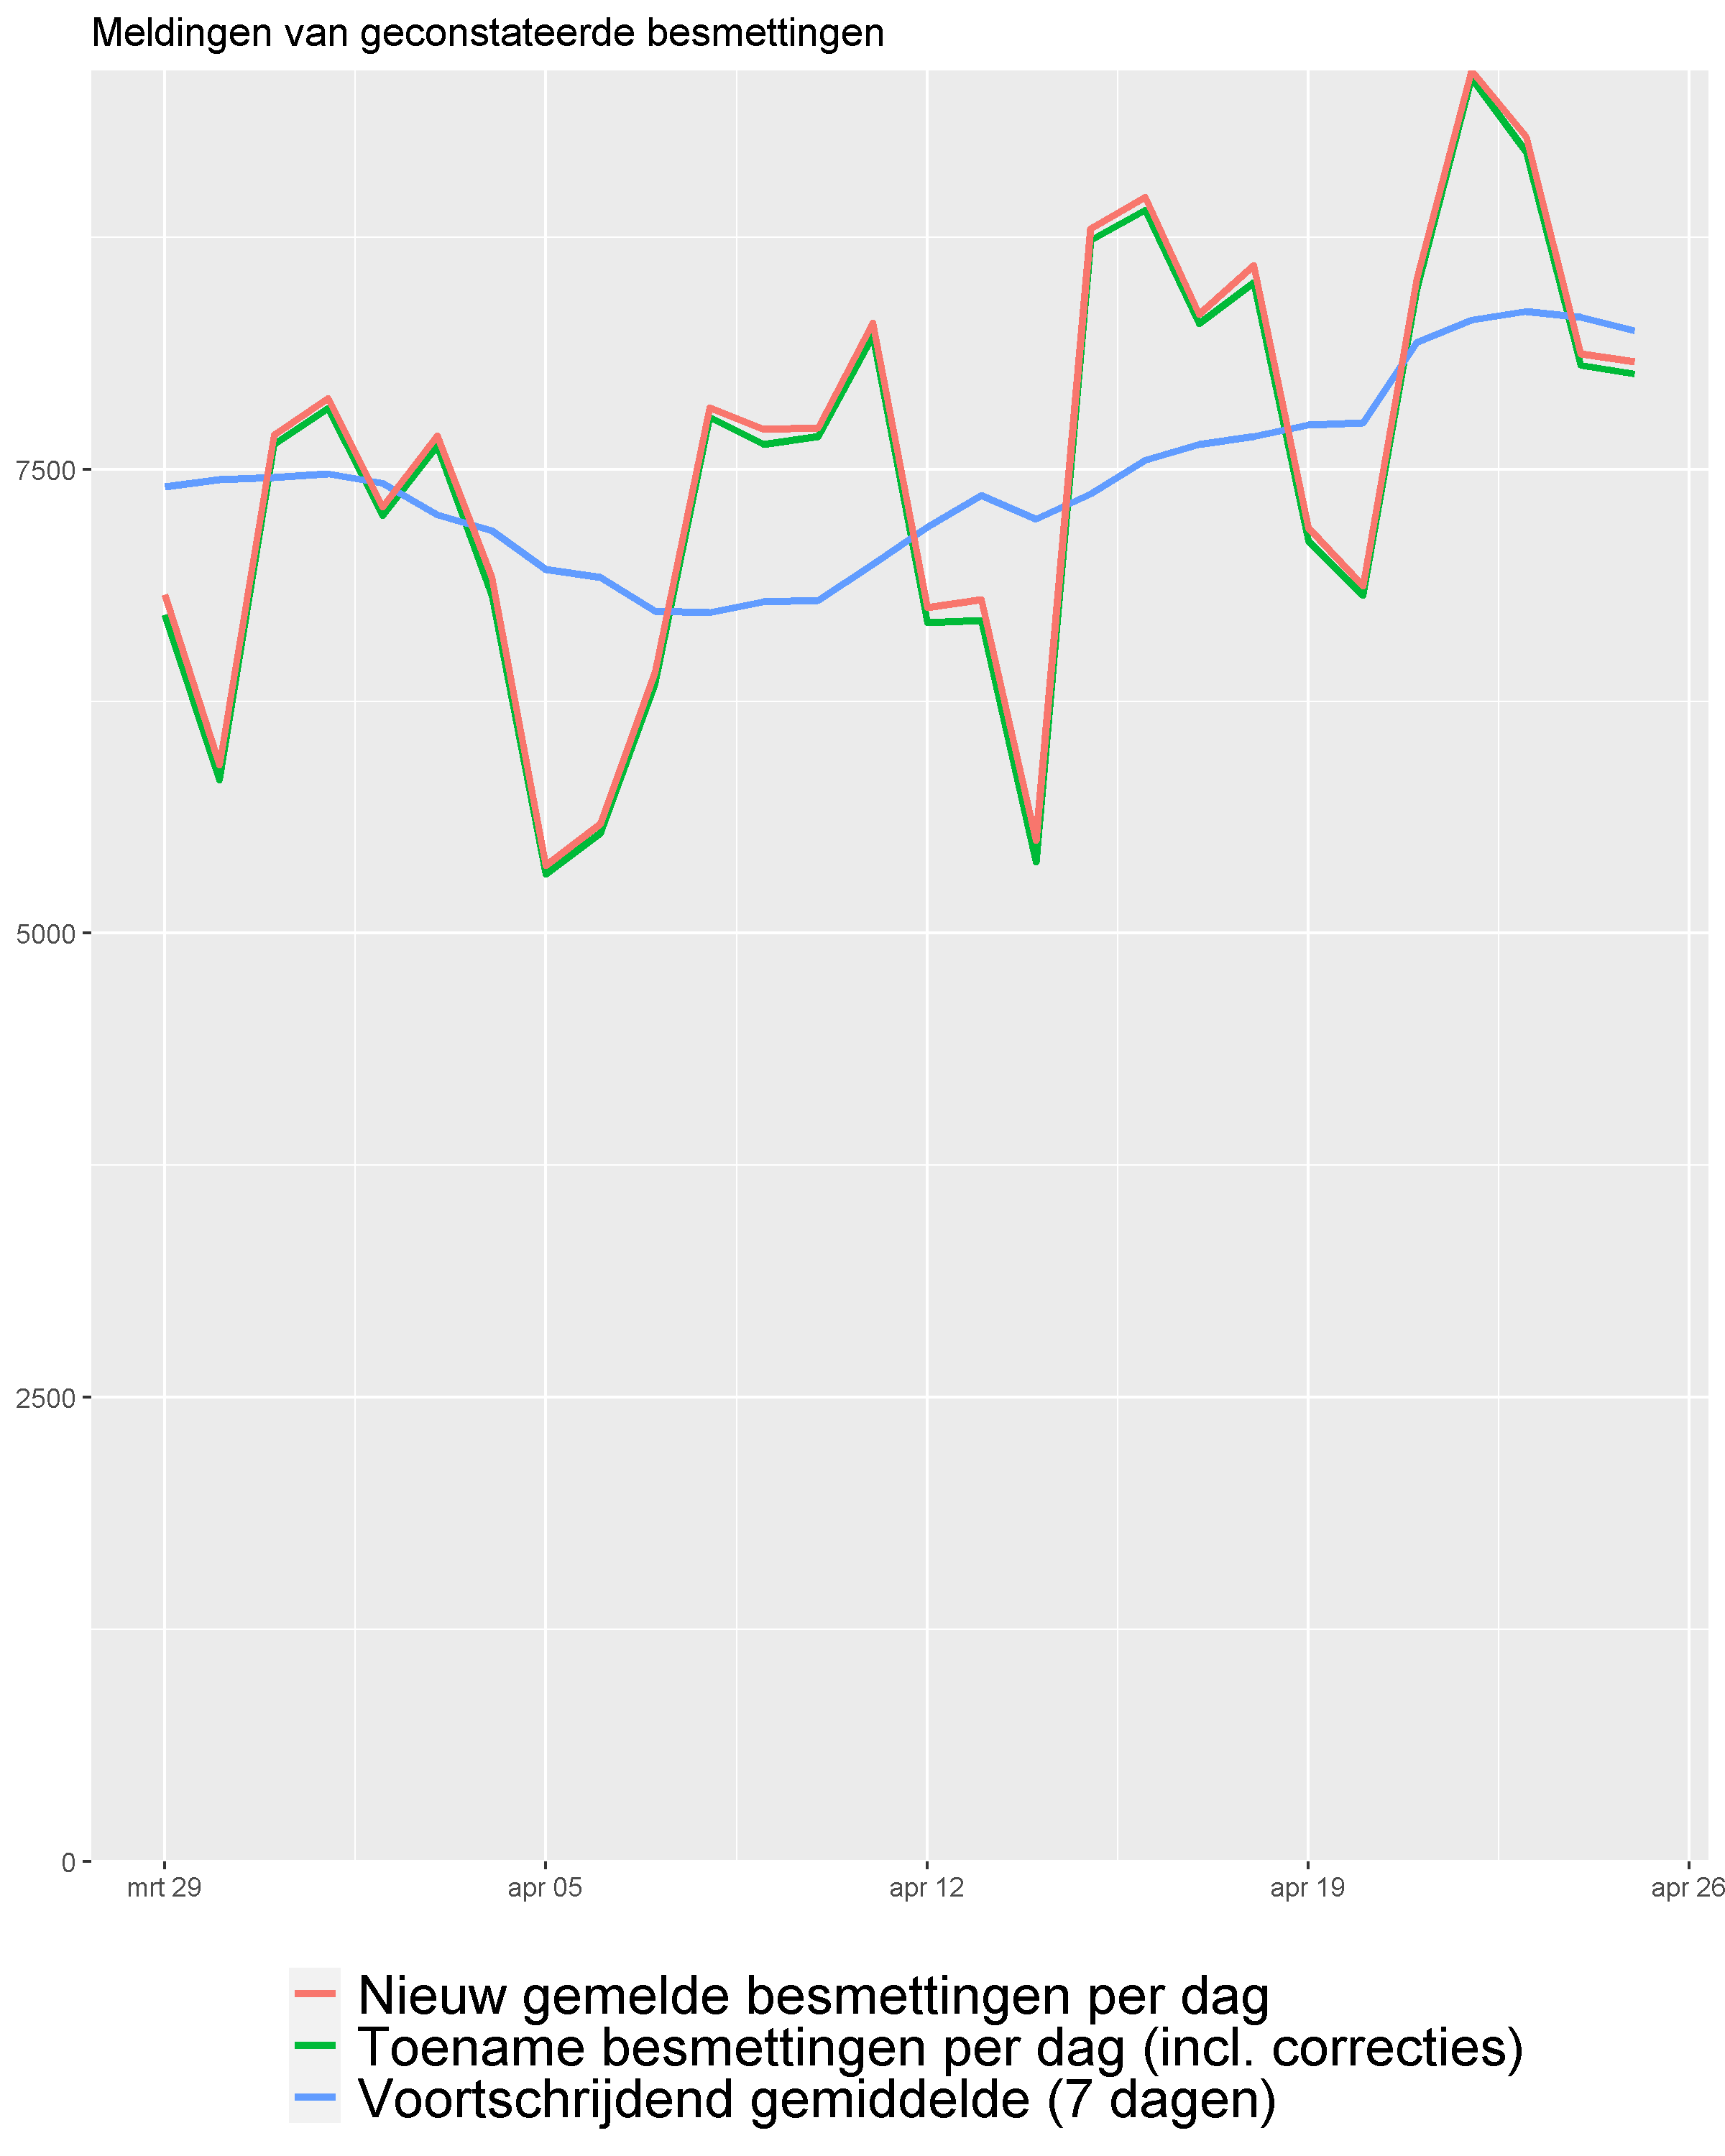 Meldingen van geconstateerde besmettingen
7500
5000
2500
0
mrt 29 apr 05 apr 12 apr 19 apr 26
Nieuw gemelde besmettingen per dag
Toename besmettingen per dag (incl. correcties)
Voortschrijdend gemiddelde (7 dagen)